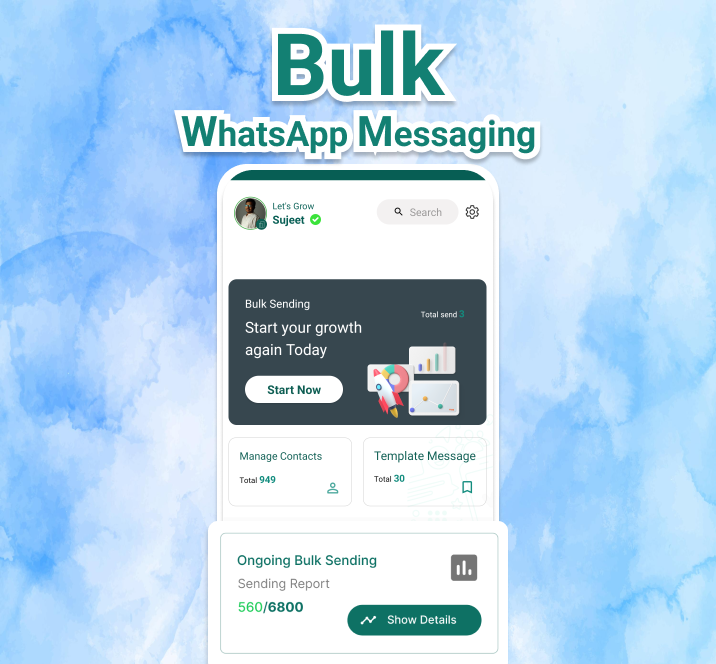 Bulk
WhatsApp Messaging
Let's Grow.
Sujeet
Search
Bulk Sending
Total send 3
Start your growth
again Today
Start Now
Manage Contacts
Template Message
Total 949
Total 30
Ongoing Bulk Sending
Sending Report
560/6800
Show Details